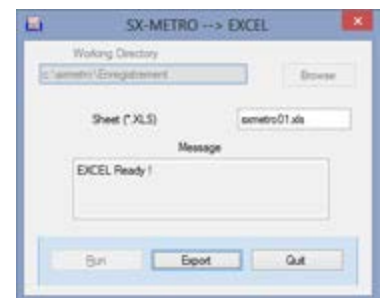 SX-METRO --> EXCEL
Working Directory
c:\sxmetro\Enregistrement
Browse
Sheet (*.XLS)
sxmetro01.xls
Message
EXCEL Ready !
Run
Export
Quit